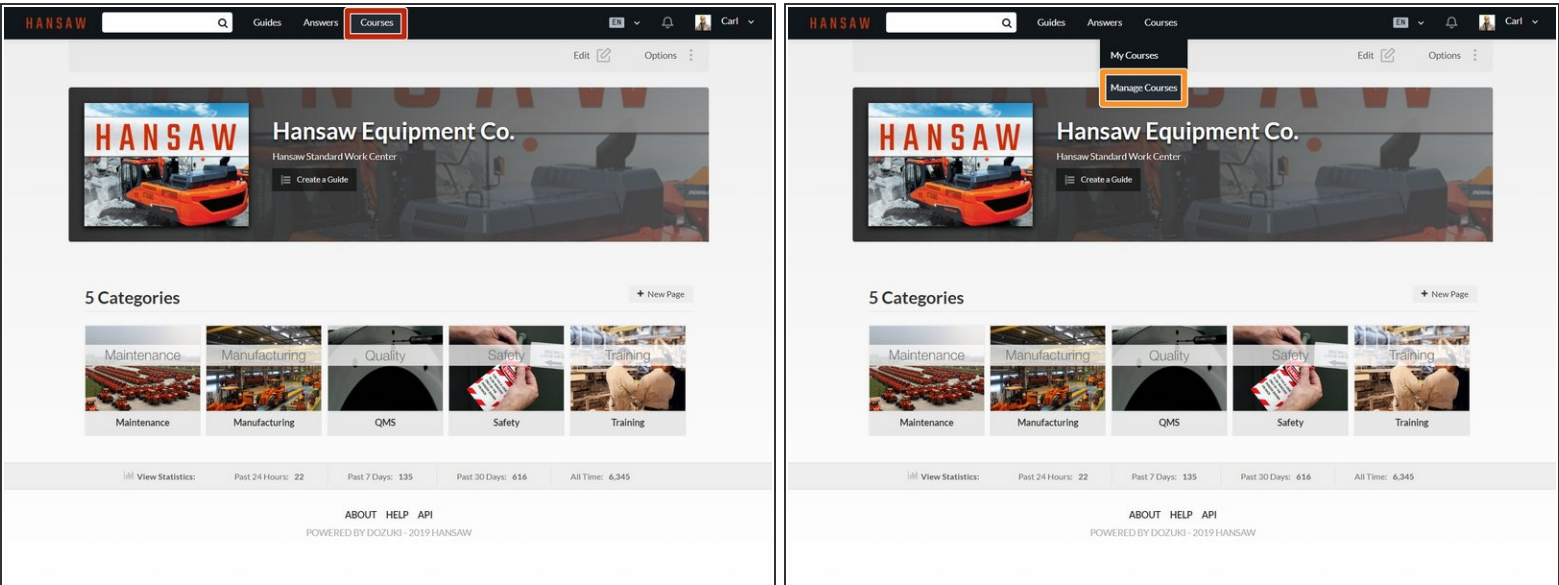 HANSAW Guides Answers Courses EN Carl
Edit Options
HANSAW
HANSAW
Hansaw Equipment Co.
Hansaw Standard Work Center
Create a Guide
5 Categories + New Page
Maintenance Manufacturing Quality Safety Training
Maintenance Manufacturing QMS Safety Training
View Statistics: Past 24 Hours: 22 Past 7 Days: 135 Past 30 Days: 616 All Time: 6,345
ABOUT HELP API
POWERED BY DOZUKI - 2019 HANSAW
HANSAW Guides Answers Courses EN Carl
My Courses
Edit Options
Manage Courses
HANSAW
HANSAW
Hansaw Equipment Co.
Hansaw Standard Work Center
Create a Guide
5 Categories + New Page
Maintenance Manufacturing Quality Safety Training
Maintenance Manufacturing QMS Safety Training
View Statistics: Past 24 Hours: 22 Past 7 Days: 135 Past 30 Days: 616 All Time: 6,345
ABOUT HELP API
POWERED BY DOZUKI - 2019 HANSAW